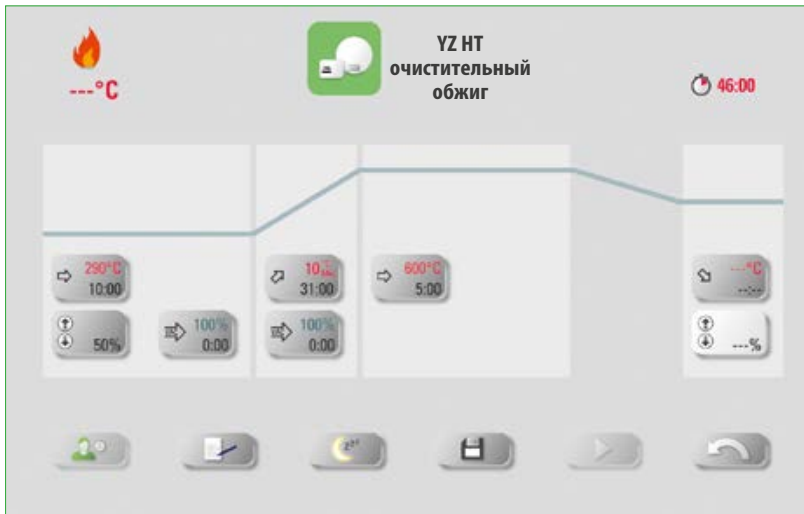 YZ HT
очистительный
обжиг
---°C
46:00
290°C
10:00
50%
100%
0:00
10
31:00
100%
0:00
600°C
5:00
---°C
--:--
---%